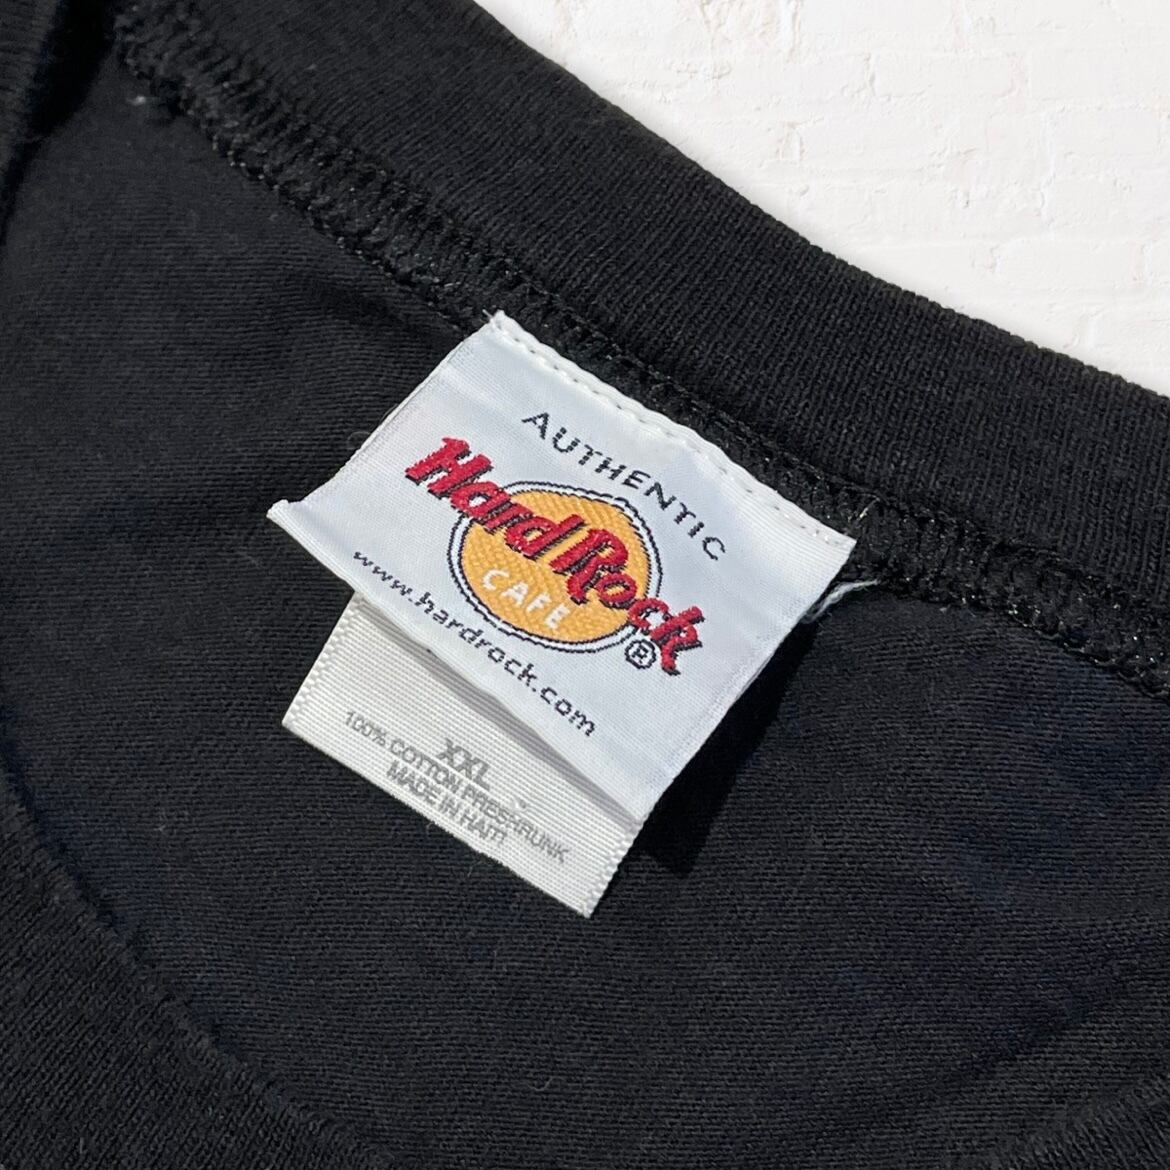 AUTHENTIC
Hard Rock
CAFE
®
www.hardrock.com
XXL
100% COTTON PRESHRUNK
MADE IN HAITI